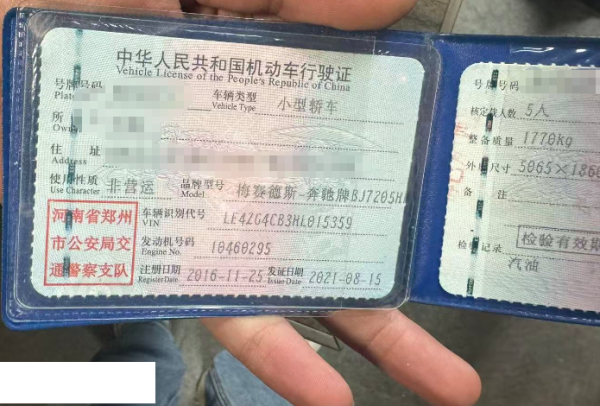 中华人民共和国机动车行驶证
Vehicle License of the People's Republic of China
号牌号码 车辆类型 小型轿车
Plate Vehicle Type
所
Owner
住 址
Address
使用性质 非营运 品牌型号 梅赛德斯-奔驰牌BJ7205H
Use Character Model
河南省郑州
市公安局交
通警察支队
车辆识别代号 LE4ZG4CB3HL015359
VIN
发动机号码 10460295
Engine No.
注册日期 2016-11-25 发证日期 2021-08-15
Register Date Issue Date
号牌号码
核定载人数 5人
整备质量 1770kg
外廓尺寸 5065×1860
备 注
检验记录 检验有效期
汽油